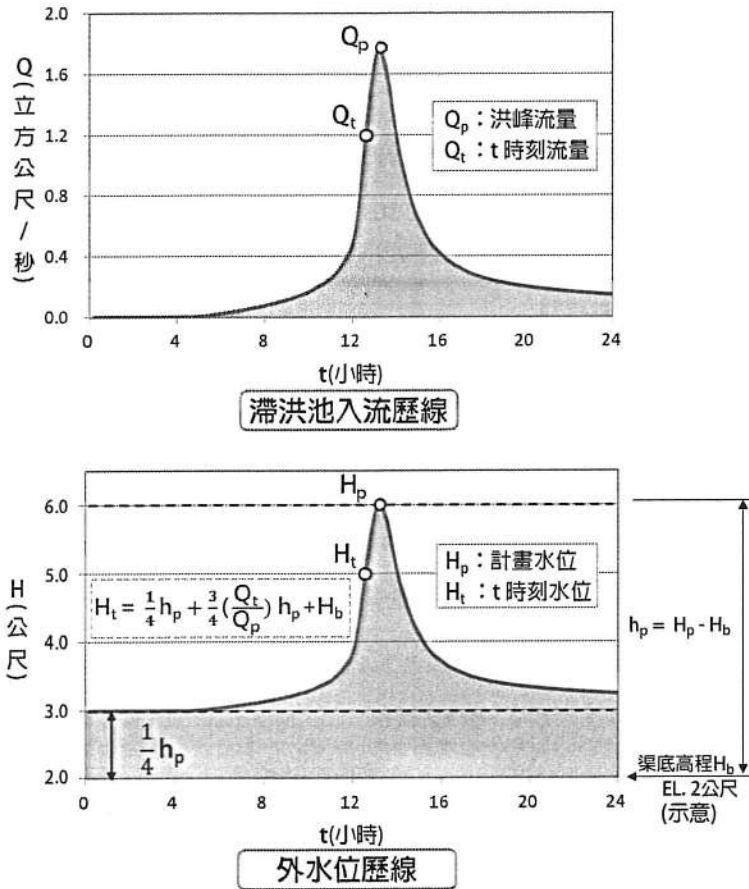 2.0
1.6
1.2
0.8
0.4
0.0
Q(立方公尺/秒)
Qp
Qt
Qp：洪峰流量
Qt：t 時刻流量
0 4 8 12 16 20 24
t(小時)
滯洪池入流歷線
6.0
5.0
4.0
3.0
2.0
H(公尺)
Hp
Ht
Hp：計畫水位
Ht：t 時刻水位
Ht = 1/4 hp + 3/4 (Qt/Qp) hp + Hb
hp = Hp - Hb
1/4 hp
渠底高程Hb
EL. 2公尺
(示意)
0 4 8 12 16 20 24
t(小時)
外水位歷線